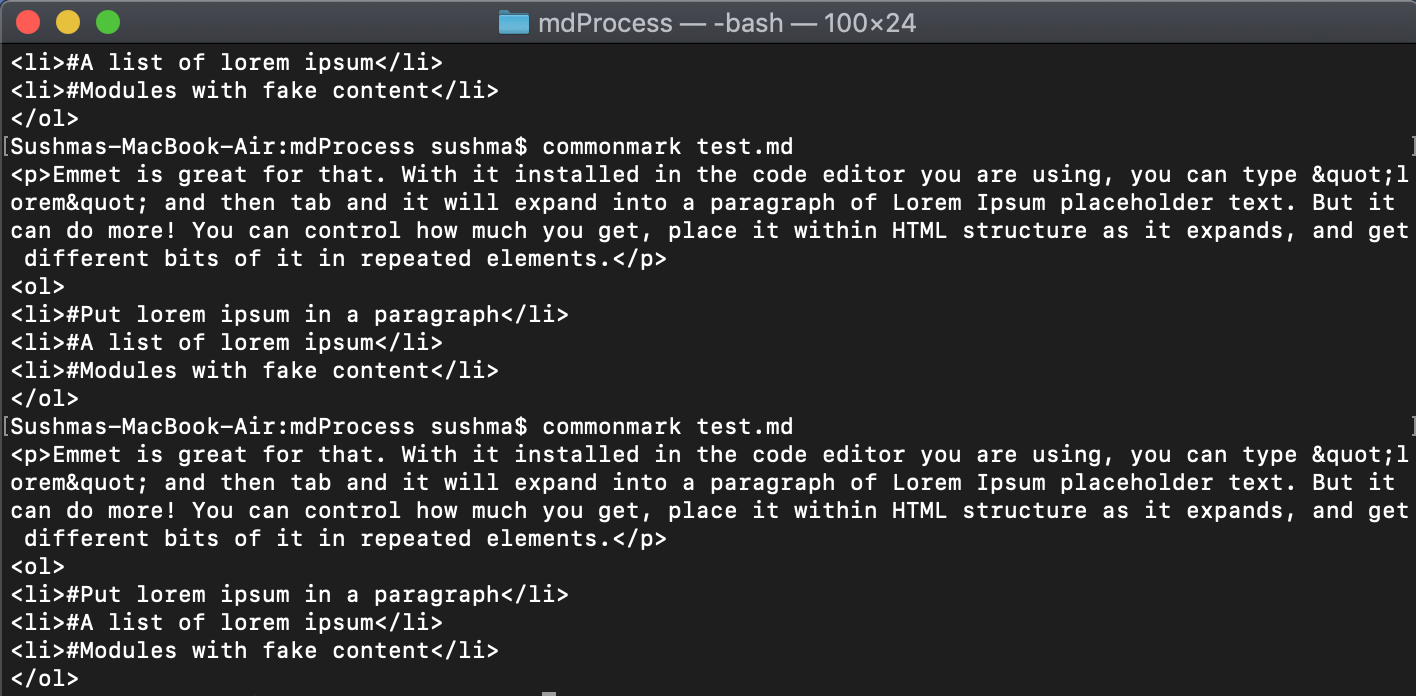 mdProcess — -bash — 100×24
<li>#A list of lorem ipsum</li>
<li>#Modules with fake content</li>
</ol>
[Sushmas-MacBook-Air:mdProcess sushma$ commonmark test.md ]
<p>Emmet is great for that. With it installed in the code editor you are using, you can type &quot;l
orem&quot; and then tab and it will expand into a paragraph of Lorem Ipsum placeholder text. But it
can do more! You can control how much you get, place it within HTML structure as it expands, and get
 different bits of it in repeated elements.</p>
<ol>
<li>#Put lorem ipsum in a paragraph</li>
<li>#A list of lorem ipsum</li>
<li>#Modules with fake content</li>
</ol>
[Sushmas-MacBook-Air:mdProcess sushma$ commonmark test.md ]
<p>Emmet is great for that. With it installed in the code editor you are using, you can type &quot;l
orem&quot; and then tab and it will expand into a paragraph of Lorem Ipsum placeholder text. But it
can do more! You can control how much you get, place it within HTML structure as it expands, and get
 different bits of it in repeated elements.</p>
<ol>
<li>#Put lorem ipsum in a paragraph</li>
<li>#A list of lorem ipsum</li>
<li>#Modules with fake content</li>
</ol>